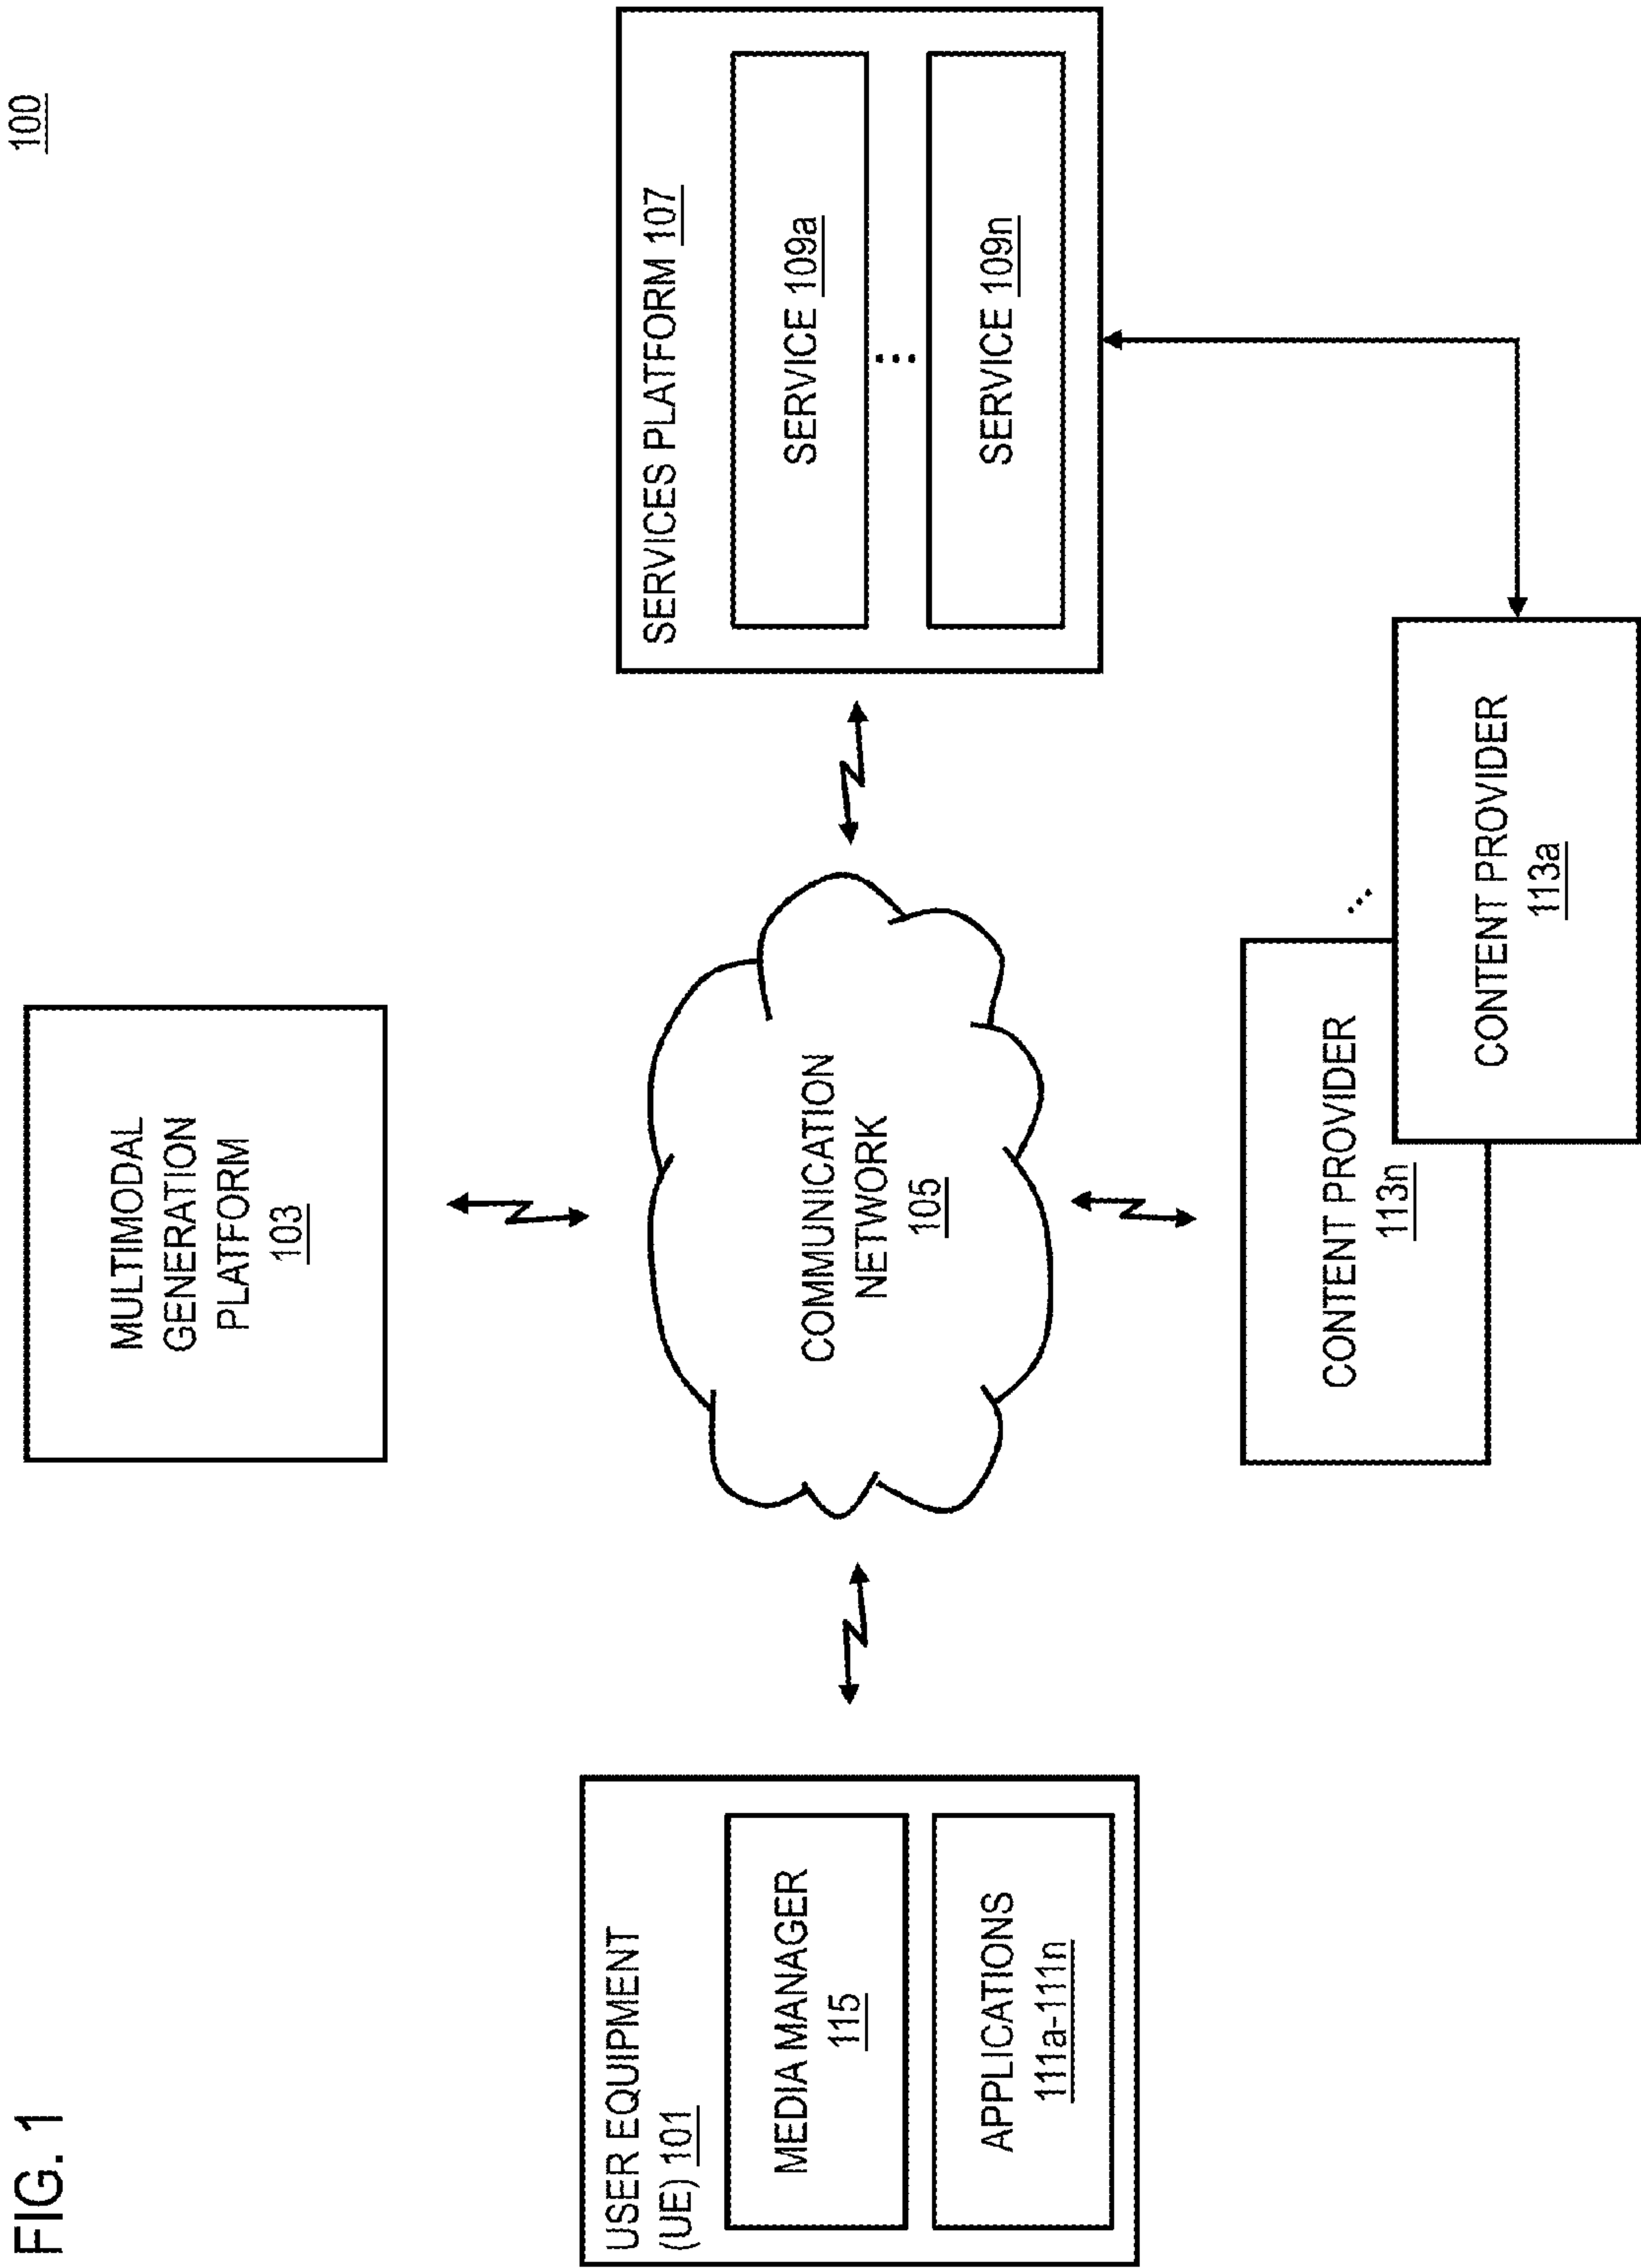 FIG. 1
100
MULTIMODAL
GENERATION
PLATFORM
103
USER EQUIPMENT
(UE) 101
MEDIA MANAGER
115
APPLICATIONS
111a-111n
COMMUNICATION
NETWORK
105
SERVICES PLATFORM 107
SERVICE 109a
...
SERVICE 109n
CONTENT PROVIDER
113n
...
CONTENT PROVIDER
113a